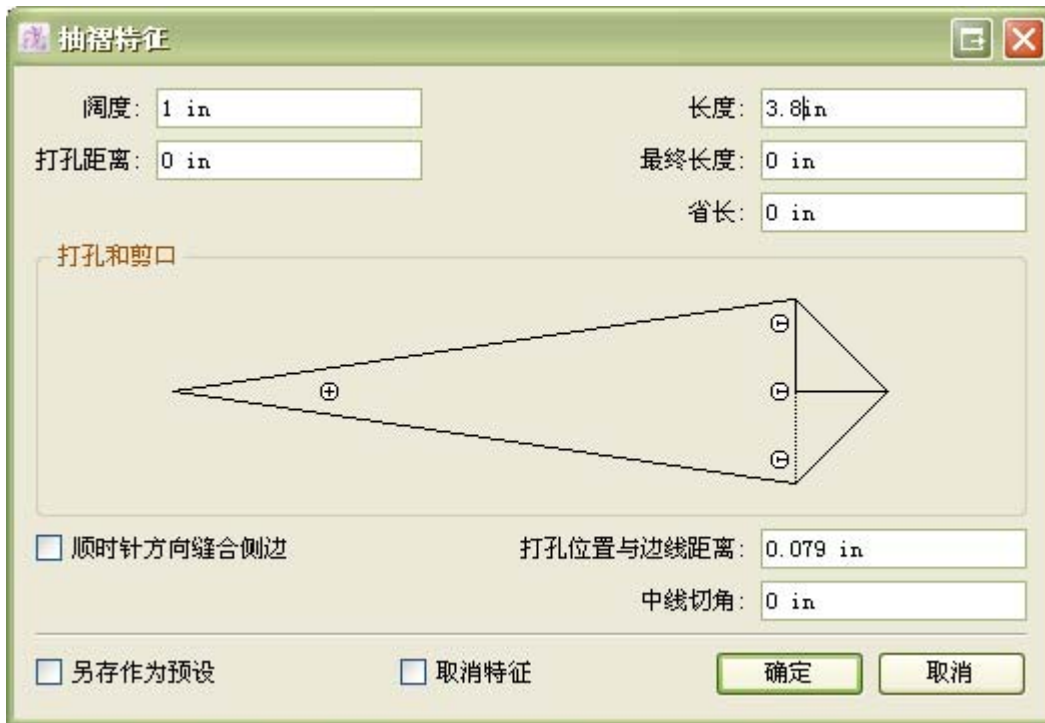 抽褶特征
阔度: 1 in
长度: 3.8in
打孔距离: 0 in
最终长度: 0 in
省长: 0 in
打孔和剪口
顺时针方向缝合侧边
打孔位置与边线距离: 0.079 in
中线切角: 0 in
另存作为预设
取消特征
确定
取消